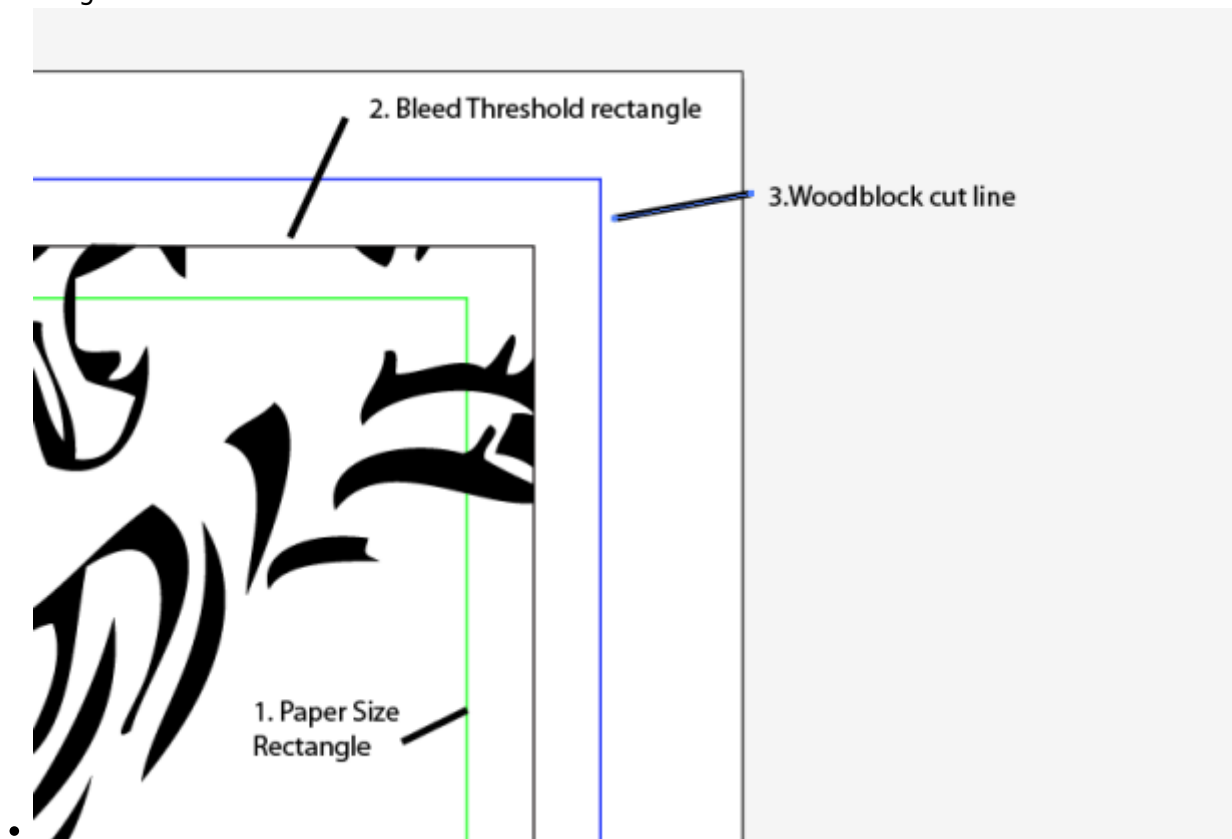 2. Bleed Threshold rectangle
3.Woodblock cut line
1. Paper Size
Rectangle